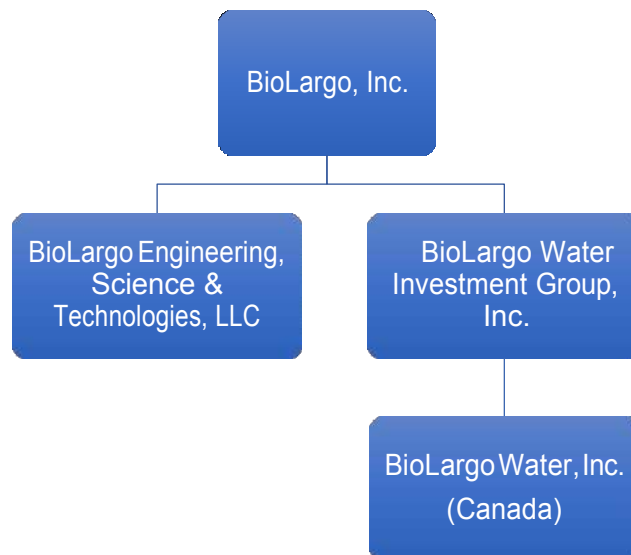 BioLargo, Inc.
BioLargo Engineering,
Science &
Technologies, LLC
BioLargo Water
Investment Group,
Inc.
BioLargo Water, Inc.
(Canada)